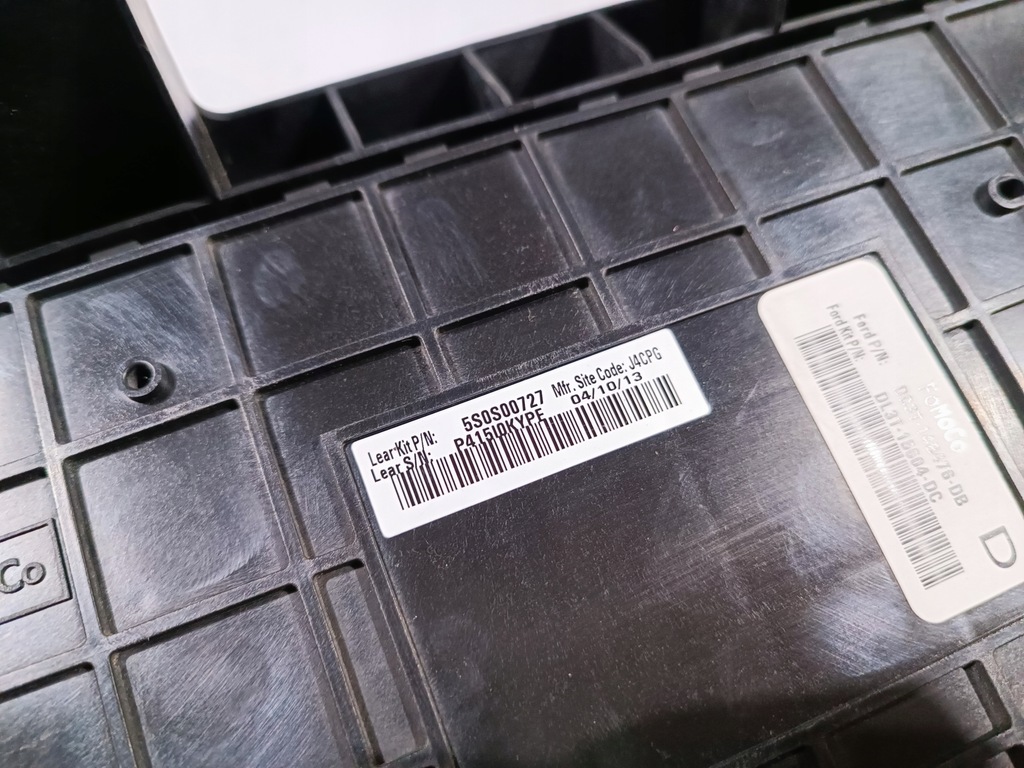 Lear Kit P/N: 5S0S00727 Mfr. Site Code: J4CPG
Lear S/N: P415I0KYPE 04/10/13
FoMoCo
Ford P/N:
Ford Kit P/N: DL3T-15604-DC
D
Co